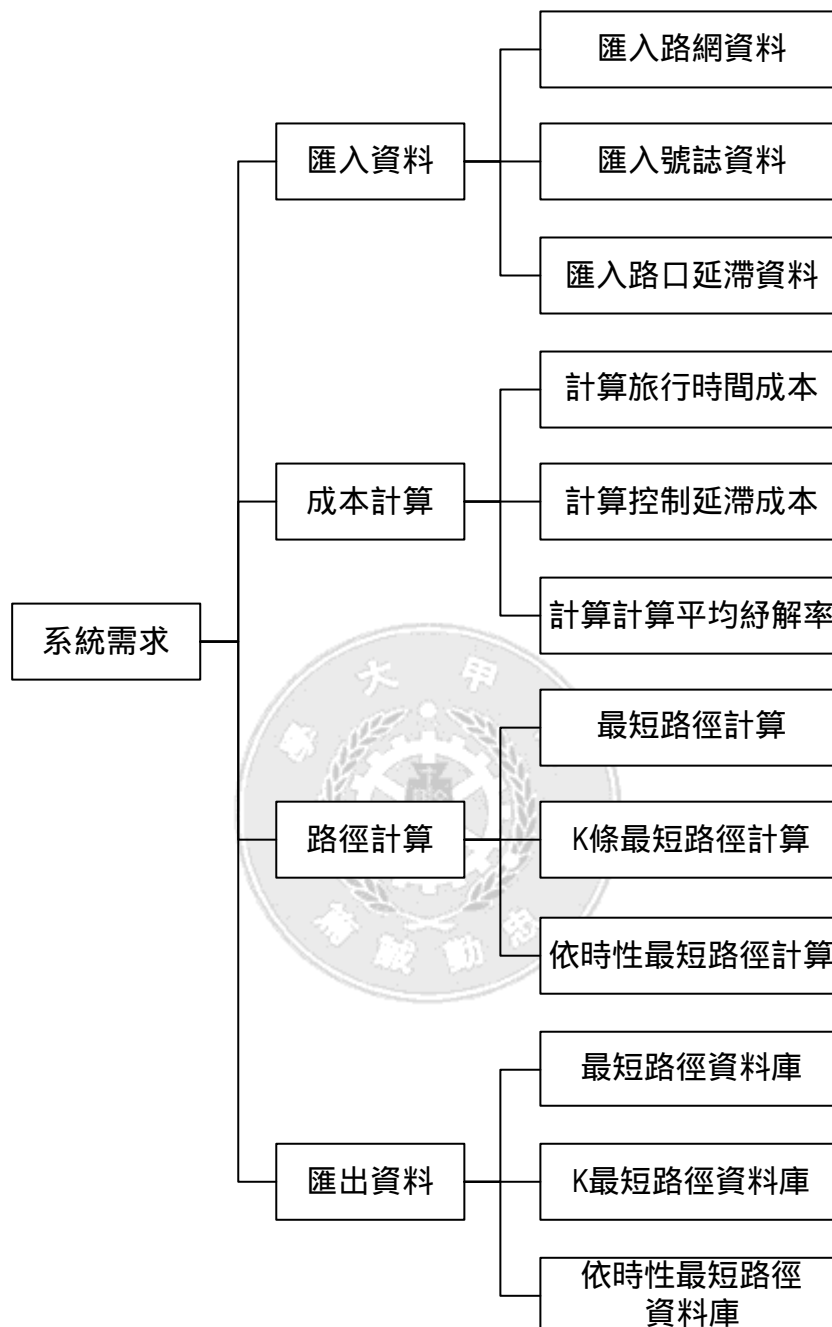 匯入路網資料
匯入資料
匯入號誌資料
匯入路口延滯資料
計算旅行時間成本
成本計算
計算控制延滯成本
計算計算平均紓解率
系統需求
大 甲
最短路徑計算
路徑計算
K條最短路徑計算
誠 勤
依時性最短路徑計算
最短路徑資料庫
匯出資料
K最短路徑資料庫
依時性最短路徑
資料庫